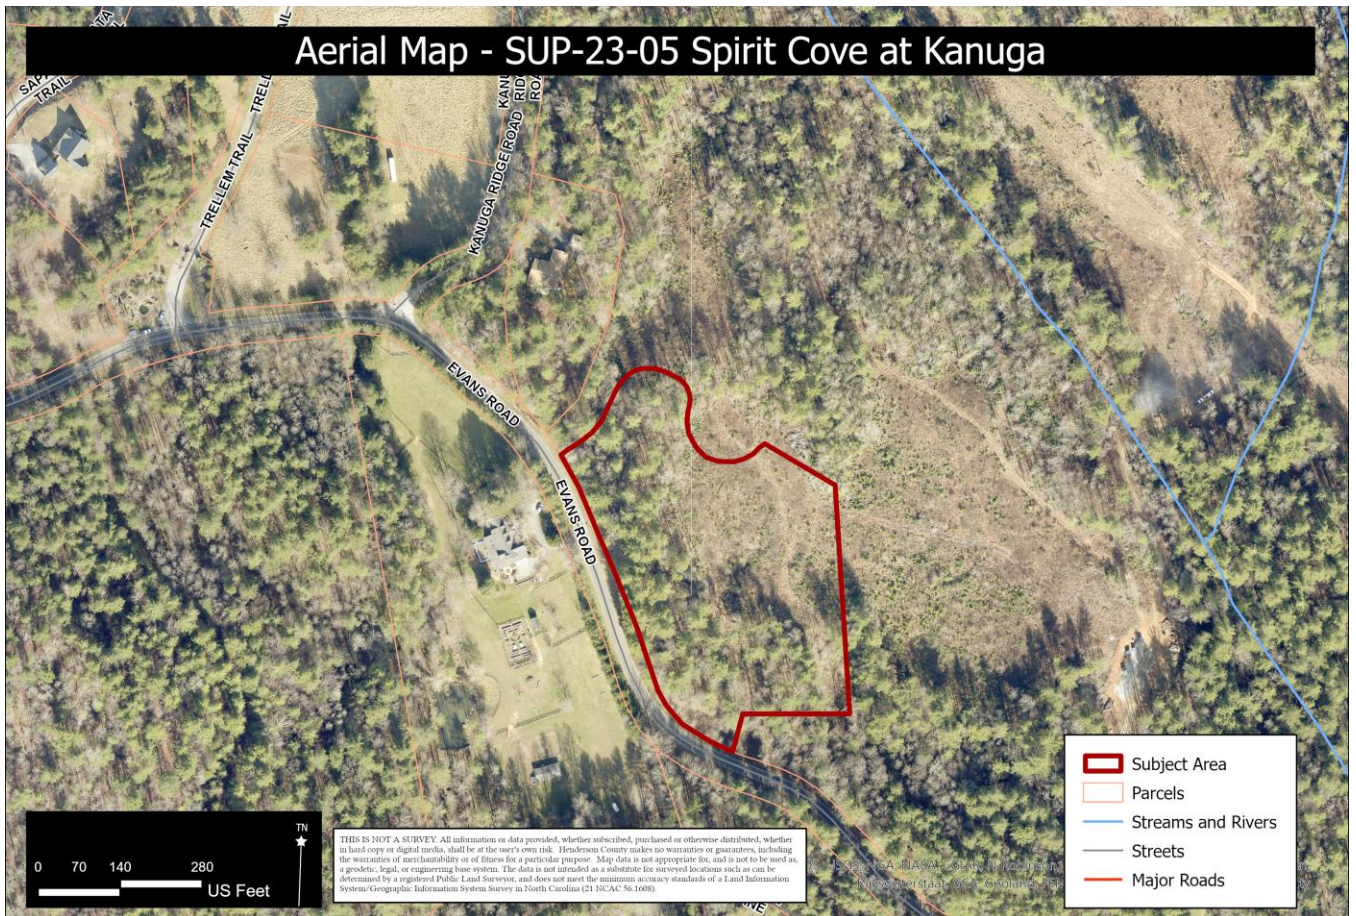 Aerial Map - SUP-23-05 Spirit Cove at Kanuga
TRAIL
TRELLEM TRAIL
KANUGA RIDGE ROAD
EVANS ROAD
EVANS ROAD
Subject Area
Parcels
Streams and Rivers
Streets
Major Roads
TN
0 70 140 280
US Feet
THIS IS NOT A SURVEY. All information or data provided, whether subscribed, purchased or otherwise distributed, whether
in hard copy or digital media, shall be at the user's own risk. Henderson County makes no warranties or guarantees, including
the warranties of merchantability or of fitness for a particular purpose. Map data is not appropriate for, and is not to be used as,
a geodetic, legal, or engineering base system. The data is not intended as a substitute for surveyed locations such as can be
determined by a registered Public Land Surveyor, and does not meet the minimum accuracy standards of a Land Information
System/Geographic Information System Survey in North Carolina (21 NCAC 56.1608).